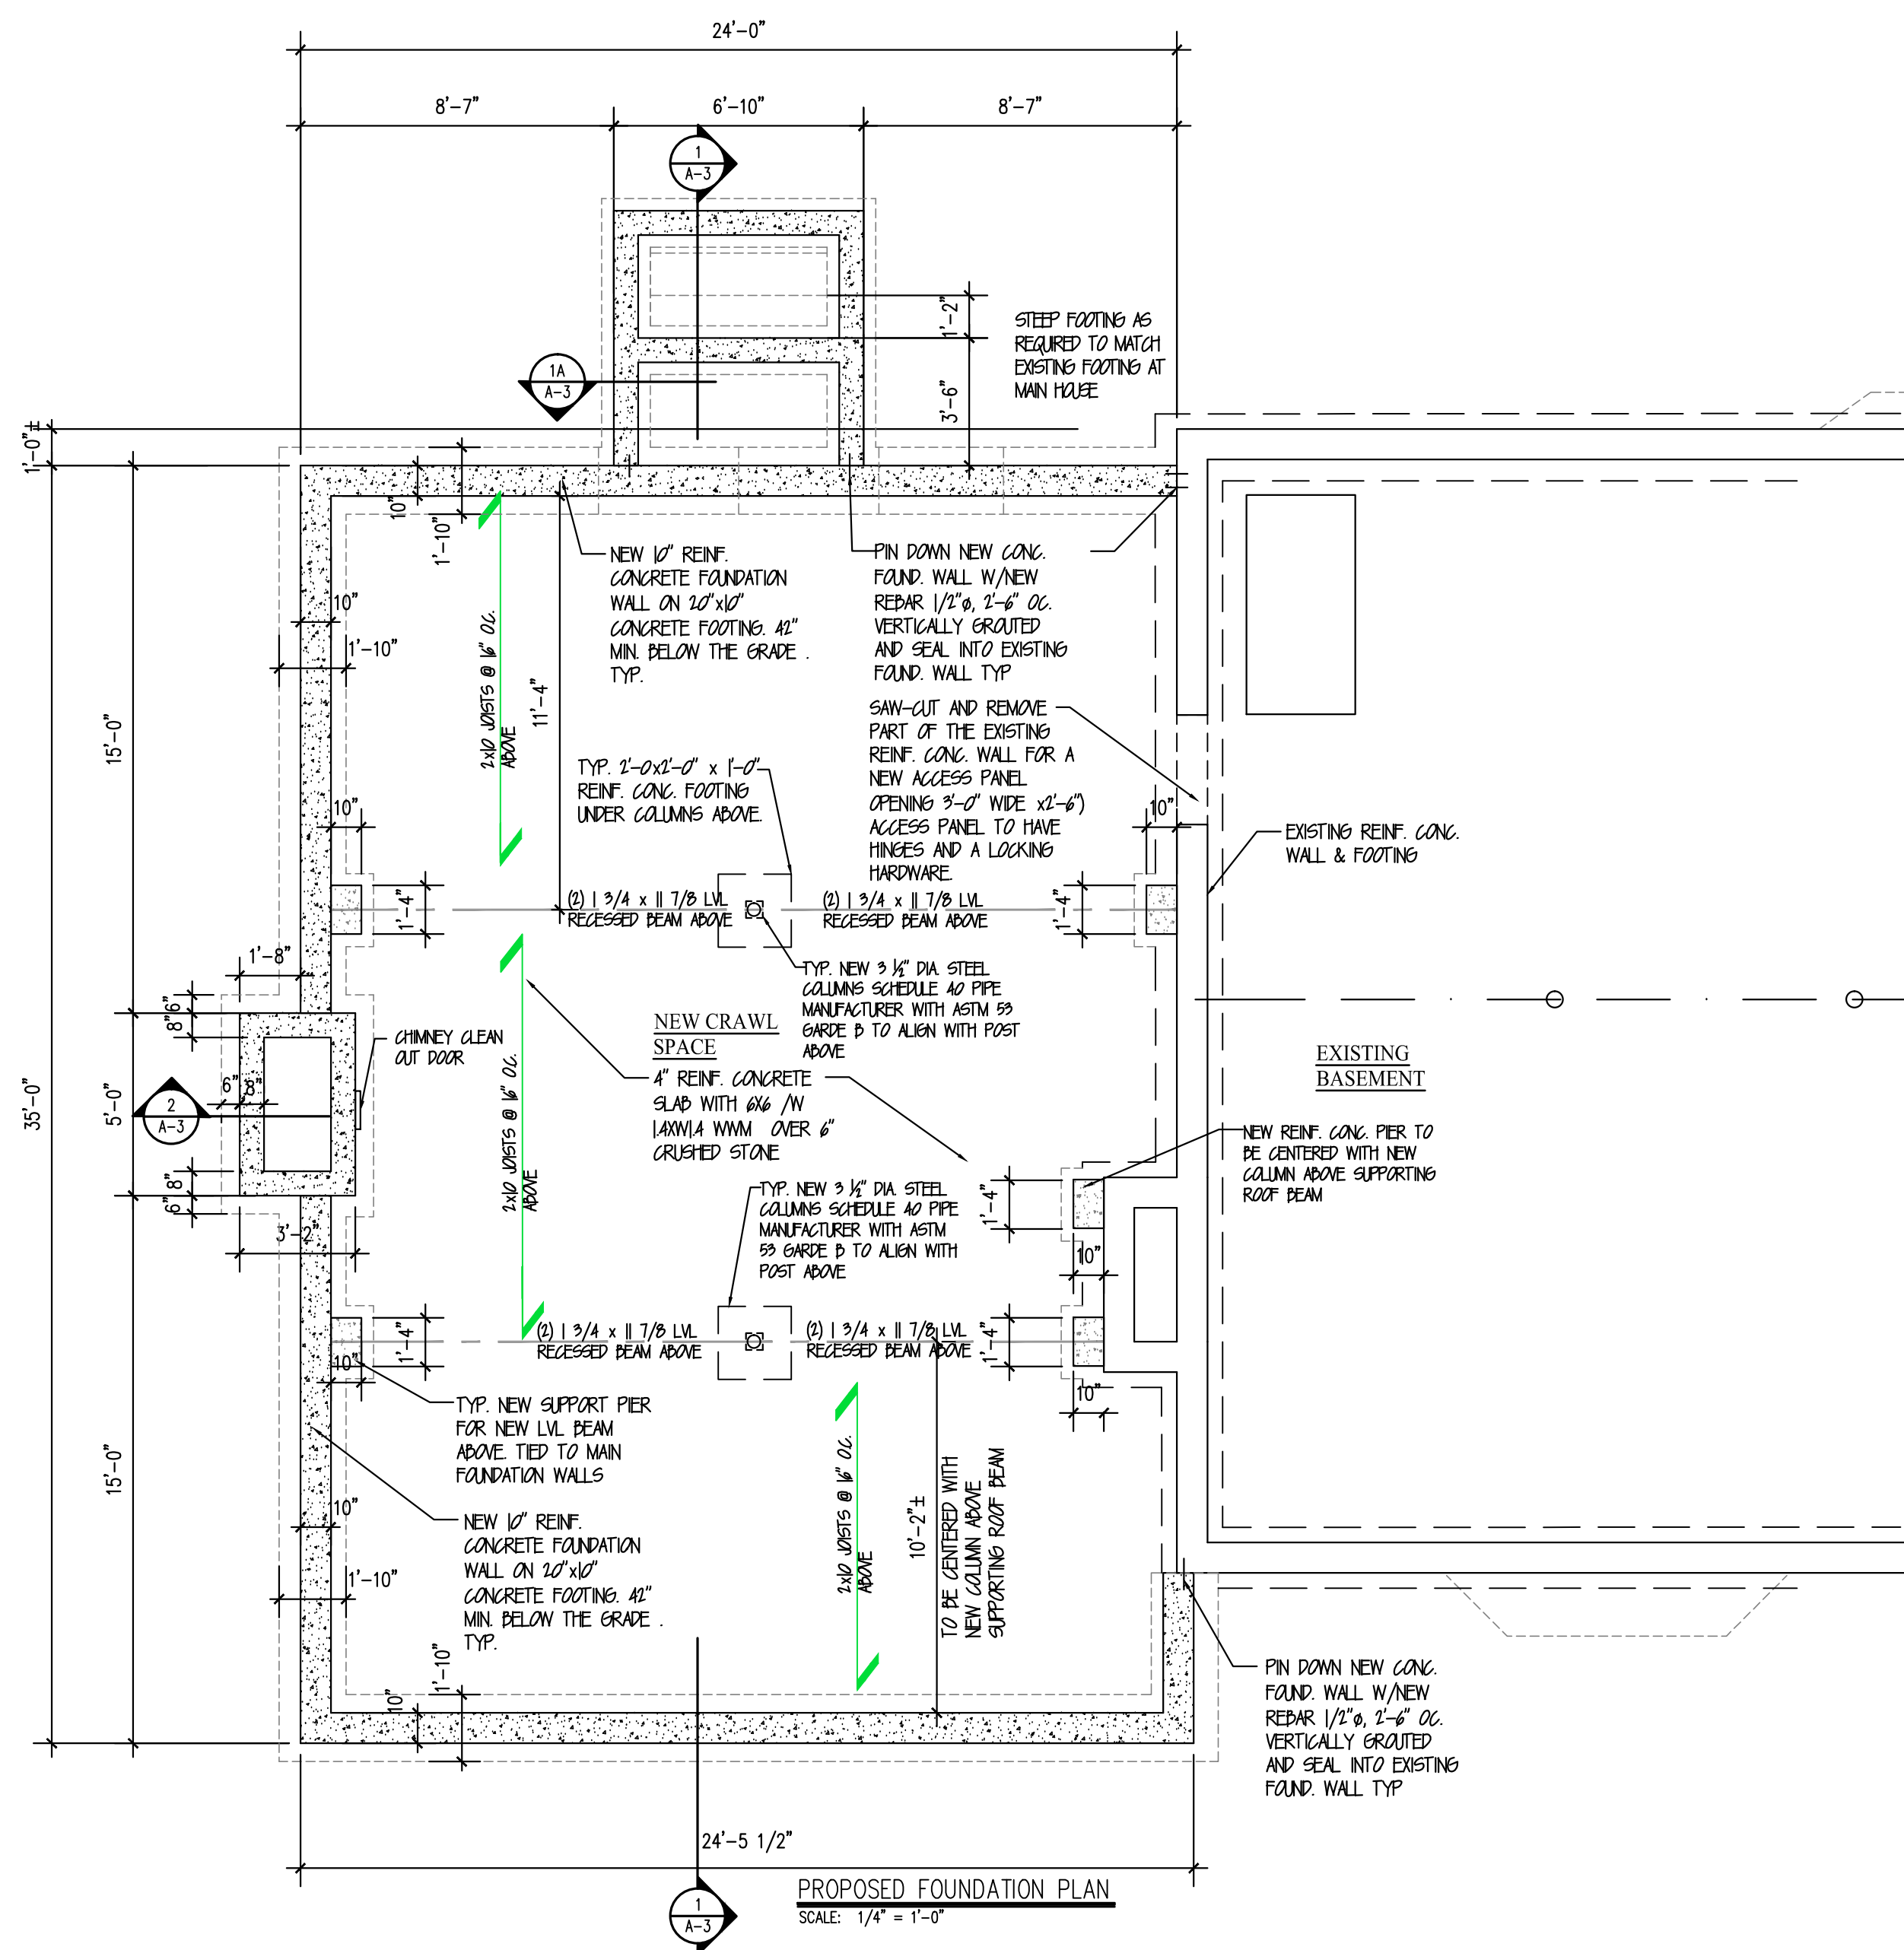 24'-0"
8'-7"
6'-10"
8'-7"
1
A-3
1'-2"
STEEP FOOTING AS
REQUIRED TO MATCH
EXISTING FOOTING AT
MAIN HOUSE
1A
A-3
3'-6"
1'-0"±
10"
1'-10"
NEW 10" REINF.
CONCRETE FOUNDATION
WALL ON 20"x10"
CONCRETE FOOTING. 42"
MIN. BELOW THE GRADE .
TYP.
PIN DOWN NEW CONC.
FOUND. WALL W/NEW
REBAR 1/2"ø, 2'-6" OC.
VERTICALLY GROUTED
AND SEAL INTO EXISTING
FOUND. WALL TYP
10"
1'-10"
2x10 JOISTS @ 16" O.C.
ABOVE
11'-4"
15'-0"
SAW-CUT AND REMOVE
PART OF THE EXISTING
REINF. CONC. WALL FOR A
NEW ACCESS PANEL
OPENING 3'-0" WIDE x2'-6")
ACCESS PANEL TO HAVE
HINGES AND A LOCKING
HARDWARE.
TYP. 2'-0x2'-0" x 1'-0"
REINF. CONC. FOOTING
UNDER COLUMNS ABOVE.
10"
10"
EXISTING REINF. CONC.
WALL & FOOTING
1'-4"
(2) 1 3/4 x 11 7/8 LVL
RECESSED BEAM ABOVE
(2) 1 3/4 x 11 7/8 LVL
RECESSED BEAM ABOVE
1'-4"
1'-8"
TYP. NEW 3 1/2" DIA. STEEL
COLUMNS SCHEDULE 40 PIPE
MANUFACTURER WITH ASTM 53
GARDE B TO ALIGN WITH POST
ABOVE
6"
8"
CHIMNEY CLEAN
OUT DOOR
NEW CRAWL
SPACE
EXISTING
BASEMENT
35'-0"
5'-0"
2
A-3
6"
8"
2x10 JOISTS @ 16" O.C.
ABOVE
4" REINF. CONCRETE
SLAB WITH 6X6 /W
1.4XW1.4 WWM OVER 6"
CRUSHED STONE
NEW REINF. CONC. PIER TO
BE CENTERED WITH NEW
COLUMN ABOVE SUPPORTING
ROOF BEAM
8"
6"
3'-2"
TYP. NEW 3 1/2" DIA. STEEL
COLUMNS SCHEDULE 40 PIPE
MANUFACTURER WITH ASTM
53 GARDE B TO ALIGN WITH
POST ABOVE
1'-4"
10"
1'-4"
10"
(2) 1 3/4 x 11 7/8 LVL
RECESSED BEAM ABOVE
(2) 1 3/4 x 11 7/8 LVL
RECESSED BEAM ABOVE
1'-4"
10"
TYP. NEW SUPPORT PIER
FOR NEW LVL BEAM
ABOVE. TIED TO MAIN
FOUNDATION WALLS
15'-0"
2x10 JOISTS @ 16" O.C.
ABOVE
10'-2"±
TO BE CENTERED WITH
NEW COLUMN ABOVE
SUPPORTING ROOF BEAM
10"
1'-10"
NEW 10" REINF.
CONCRETE FOUNDATION
WALL ON 20"x10"
CONCRETE FOOTING. 42"
MIN. BELOW THE GRADE .
TYP.
1'-10"
10"
PIN DOWN NEW CONC.
FOUND. WALL W/NEW
REBAR 1/2"ø, 2'-6" OC.
VERTICALLY GROUTED
AND SEAL INTO EXISTING
FOUND. WALL TYP
24'-5 1/2"
1
A-3
PROPOSED FOUNDATION PLAN
SCALE: 1/4" = 1'-0"